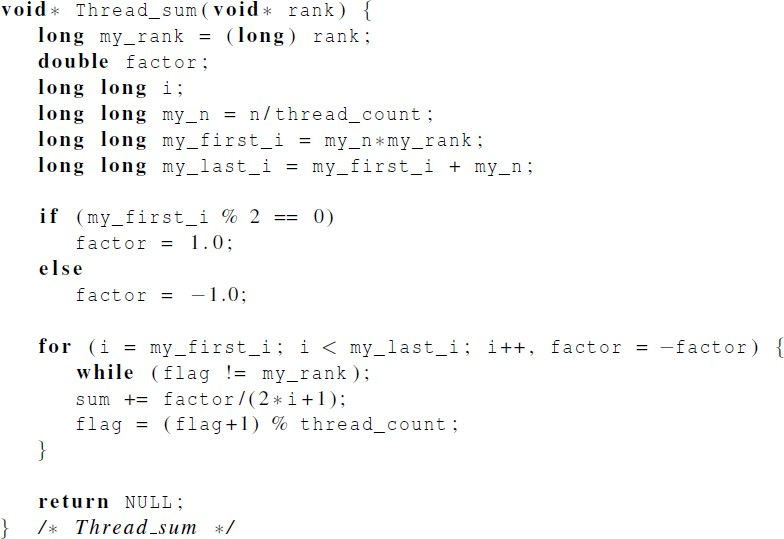 void* Thread_sum(void* rank) {
   long my_rank = (long) rank;
   double factor;
   long long i;
   long long my_n = n/thread_count;
   long long my_first_i = my_n*my_rank;
   long long my_last_i = my_first_i + my_n;

   if (my_first_i % 2 == 0)
      factor = 1.0;
   else
      factor = −1.0;

   for (i = my_first_i; i < my_last_i; i++, factor = −factor) {
      while (flag != my_rank);
      sum += factor/(2*i+1);
      flag = (flag+1) % thread_count;
   }

   return NULL;
}  /* Thread_sum */